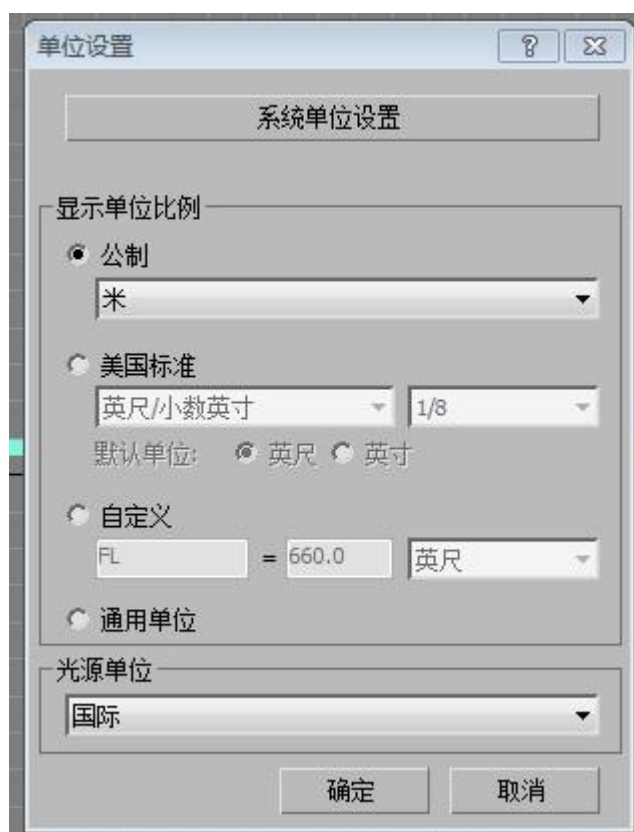 单位设置
系统单位设置
显示单位比例
公制
米
美国标准
英尺/小数英寸 1/8
默认单位: 英尺 英寸
自定义
FL = 660.0 英尺
通用单位
光源单位
国际
确定 取消